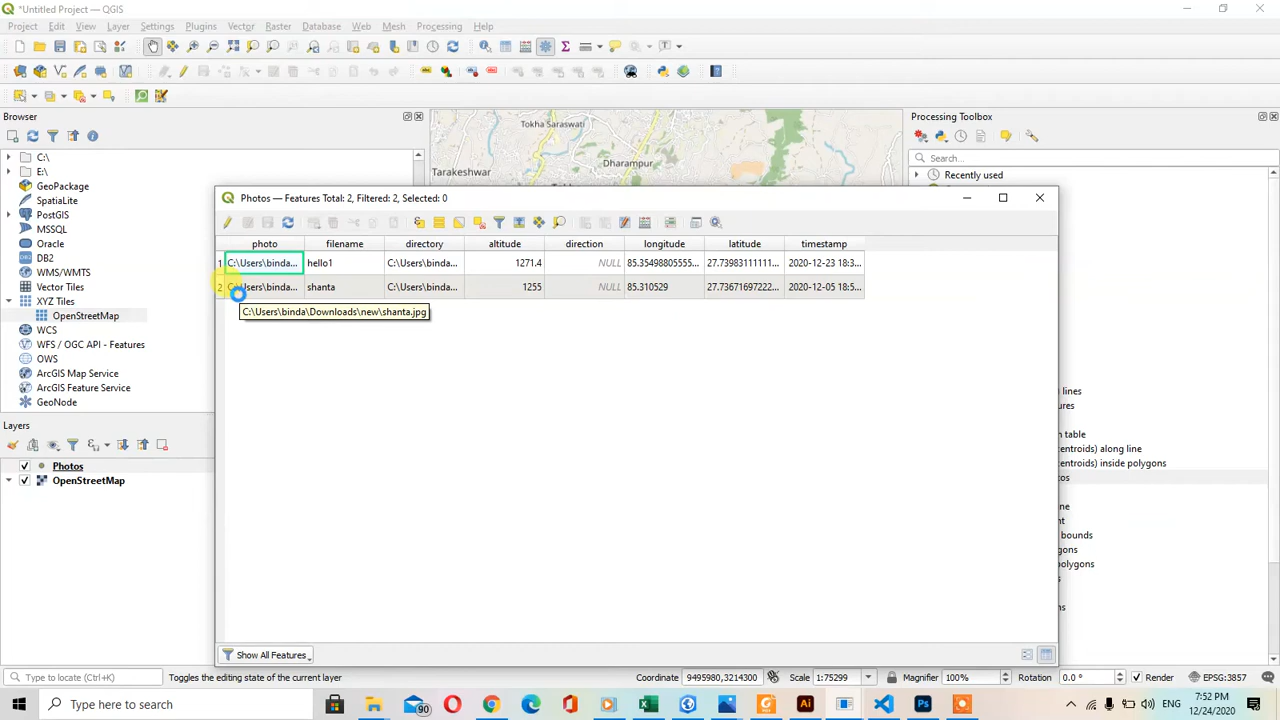 *Untitled Project — QGIS
Project Edit View Layer Settings Plugins Vector Raster Database Web Mesh Processing Help
Browser
C:\
E:\
GeoPackage
SpatiaLite
PostGIS
MSSQL
Oracle
DB2
WMS/WMTS
Vector Tiles
XYZ Tiles
OpenStreetMap
WCS
WFS / OGC API - Features
OWS
ArcGIS Map Service
ArcGIS Feature Service
GeoNode
Layers
Photos
OpenStreetMap
Tokha Saraswati
Dharampur
Tarakeshwar
Processing Toolbox
Search...
Recently used
Photos — Features Total: 2, Filtered: 2, Selected: 0
photo filename directory altitude direction longitude latitude timestamp
1 C:\Users\binda... hello1 C:\Users\binda... 1271.4 NULL 85.35498805555... 27.73983111111... 2020-12-23 18:3...
2 C:\Users\binda... shanta C:\Users\binda... 1255 NULL 85.310529 27.73671697222... 2020-12-05 18:5...
C:\Users\binda\Downloads\new\shanta.jpg
lines
table
(centroids) along line
(centroids) inside polygons
bounds
Show All Features
Type to locate (Ctrl+K) Toggles the editing state of the current layer Coordinate 9495980,3214300 Scale 1:75299 Magnifier 100% Rotation 0.0 ° Render EPSG:3857
Type here to search 90 7:52 PM
12/24/2020